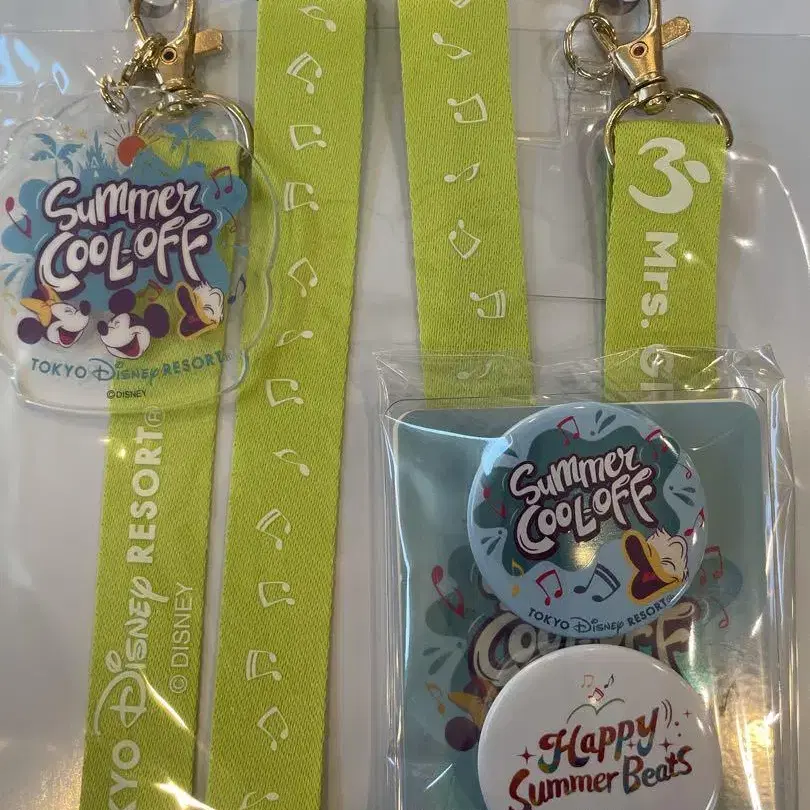 Summer
COOL-OFF
TOKYO Disney RESORT®
©DISNEY
TOKYO Disney RESORT®
© DISNEY
Mrs.
Summer
COOL-OFF
TOKYO Disney RESORT®
COOL-OFF
Happy
Summer Beats